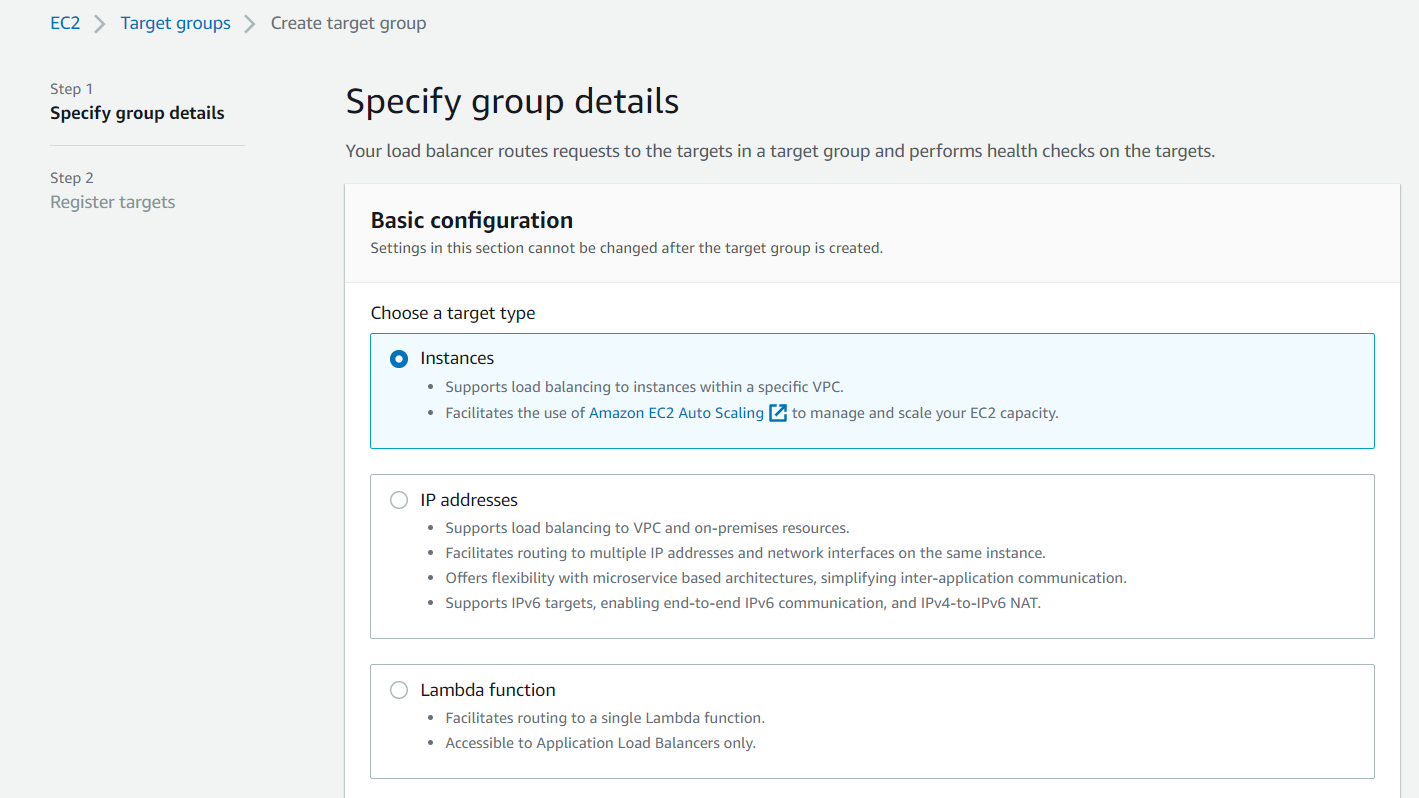 EC2 Target groups Create target group
Step 1
Specify group details
Step 2
Register targets
Specify group details
Your load balancer routes requests to the targets in a target group and performs health checks on the targets.
Basic configuration
Settings in this section cannot be changed after the target group is created.
Choose a target type
Instances
• Supports load balancing to instances within a specific VPC.
• Facilitates the use of Amazon EC2 Auto Scaling to manage and scale your EC2 capacity.
IP addresses
• Supports load balancing to VPC and on-premises resources.
• Facilitates routing to multiple IP addresses and network interfaces on the same instance.
• Offers flexibility with microservice based architectures, simplifying inter-application communication.
• Supports IPv6 targets, enabling end-to-end IPv6 communication, and IPv4-to-IPv6 NAT.
Lambda function
• Facilitates routing to a single Lambda function.
• Accessible to Application Load Balancers only.